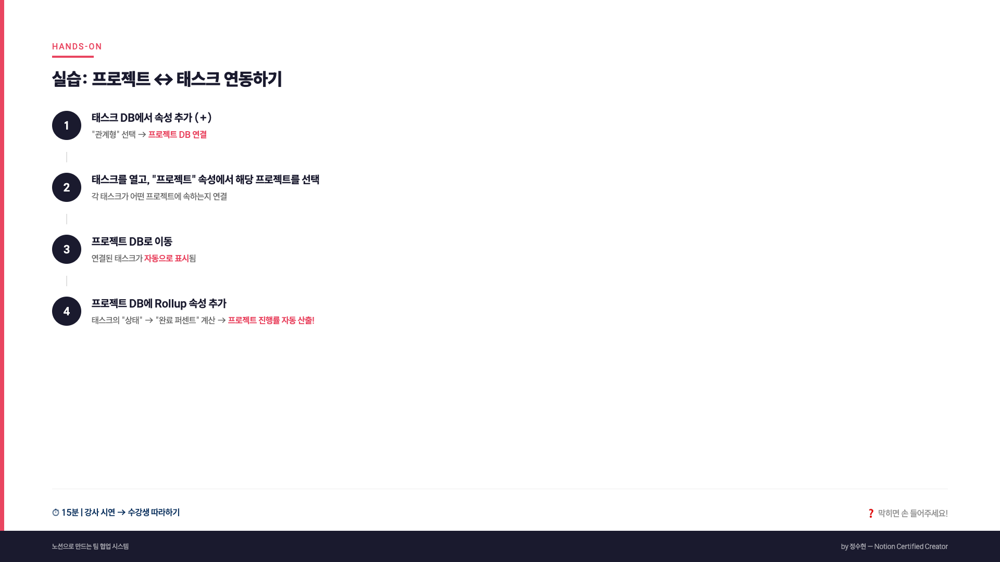 HANDS-ON
실습: 프로젝트 ↔ 태스크 연동하기
1
태스크 DB에서 속성 추가 (+)
"관계형" 선택 → 프로젝트 DB 연결
2
태스크를 열고, "프로젝트" 속성에서 해당 프로젝트를 선택
각 태스크가 어떤 프로젝트에 속하는지 연결
3
프로젝트 DB로 이동
연결된 태스크가 자동으로 표시됨
4
프로젝트 DB에 Rollup 속성 추가
태스크의 "상태" → "완료 퍼센트" 계산 → 프로젝트 진행률 자동 산출!
⏱ 15분 | 강사 시연 → 수강생 따라하기
❓ 막히면 손 들어주세요!
노션으로 만드는 팀 협업 시스템
by 정수현 — Notion Certified Creator